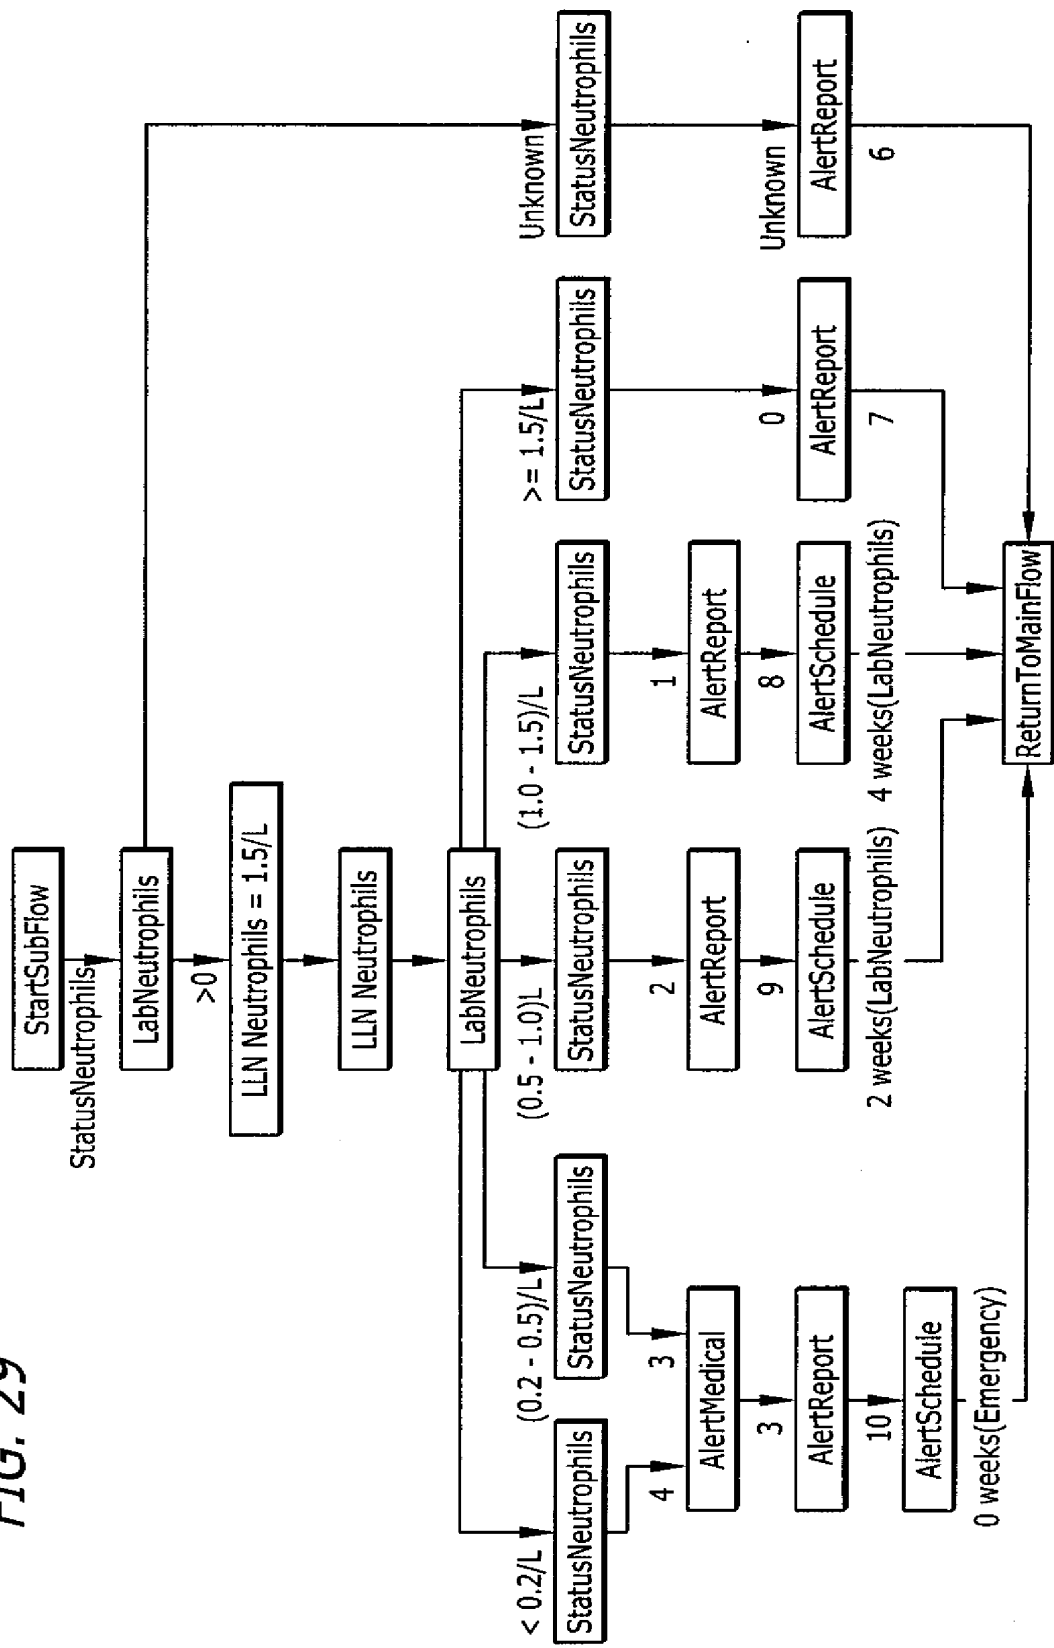 FIG. 29
StartSubFlow
StatusNeutrophils
LabNeutrophils
>0
LLN Neutrophils = 1.5/L
LLN Neutrophils
LabNeutrophils
< 0.2/L
(0.2 - 0.5)/L
(0.5 - 1.0)L
(1.0 - 1.5)/L
>= 1.5/L
Unknown
StatusNeutrophils
StatusNeutrophils
StatusNeutrophils
StatusNeutrophils
StatusNeutrophils
StatusNeutrophils
4
3
2
1
AlertMedical
AlertReport
AlertReport
3
9
8
0
Unknown
AlertReport
AlertSchedule
AlertSchedule
AlertReport
AlertReport
10
2 weeks(LabNeutrophils)
4 weeks(LabNeutrophils)
7
6
AlertSchedule
0 weeks(Emergency)
ReturnToMainFlow